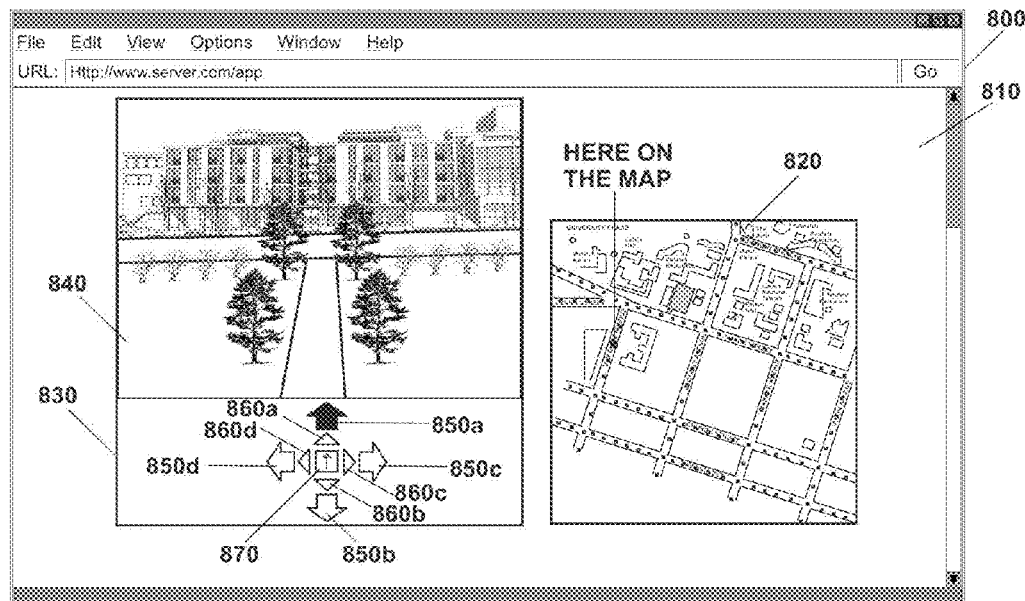 800
File Edit View Options Window Help
URL: Http://www.server.com/app Go
810
HERE ON
THE MAP
820
840
830
860a
850a
860d
850d
850c
860c
860b
870
850b